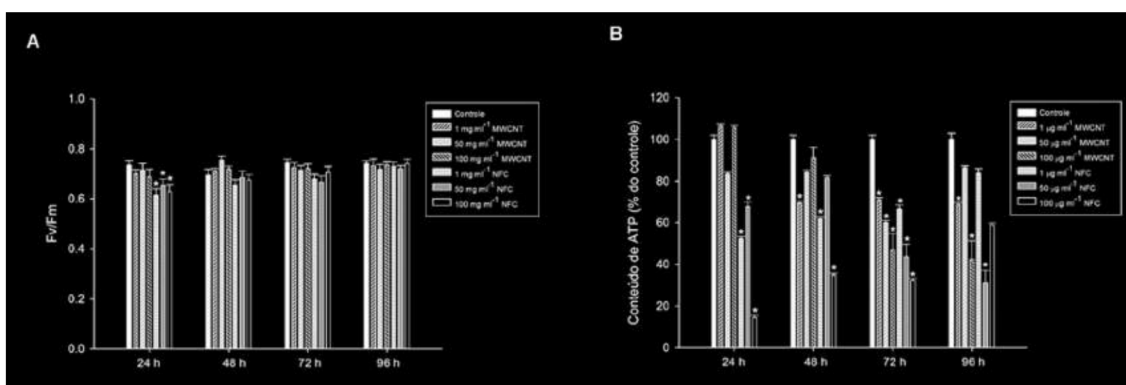 A
Fv/Fm
1.0
0.8
0.6
0.4
0.2
0.0
24 h 48 h 72 h 96 h
Controle
1 mg ml⁻¹ MWCNT
50 mg ml⁻¹ MWCNT
100 mg ml⁻¹ MWCNT
1 mg ml⁻¹ NFC
50 mg ml⁻¹ NFC
100 mg ml⁻¹ NFC
B
Conteúdo de ATP (% do controle)
120
100
80
60
40
20
0
24 h 48 h 72 h 96 h
Controle
1 µg ml⁻¹ MWCNT
50 µg ml⁻¹ MWCNT
100 µg ml⁻¹ MWCNT
1 µg ml⁻¹ NFC
50 µg ml⁻¹ NFC
100 µg ml⁻¹ NFC